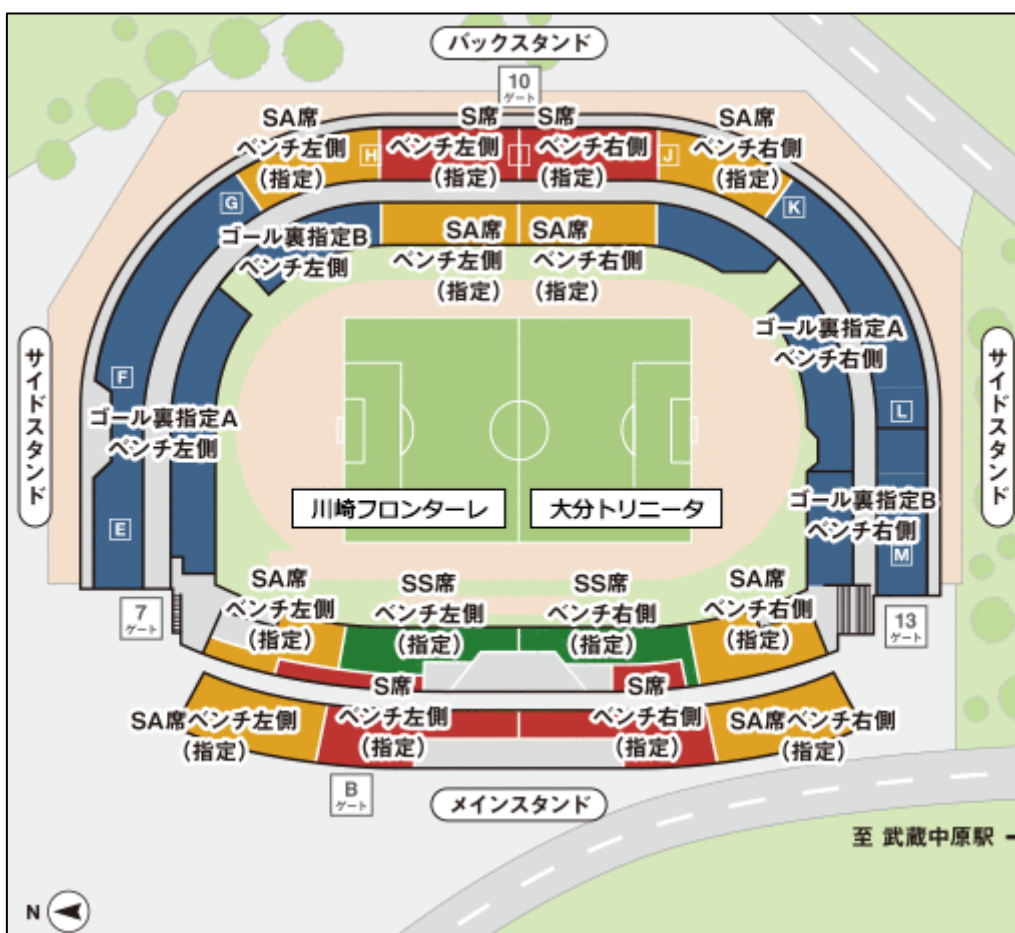 バックスタンド
10
ゲート
SA席
ベンチ左側
(指定)
S席
ベンチ左側
(指定)
S席
ベンチ右側
(指定)
SA席
ベンチ右側
(指定)
H
J
G
K
ゴール裏指定B
ベンチ左側
SA席
ベンチ左側
(指定)
SA席
ベンチ右側
(指定)
サイドスタンド
F
ゴール裏指定A
ベンチ左側
E
ゴール裏指定A
ベンチ右側
L
サイドスタンド
ゴール裏指定B
ベンチ右側
M
川崎フロンターレ
大分トリニータ
7
ゲート
SA席
ベンチ左側
(指定)
SS席
ベンチ左側
(指定)
SS席
ベンチ右側
(指定)
SA席
ベンチ右側
(指定)
13
ゲート
SA席ベンチ左側
(指定)
S席
ベンチ左側
(指定)
S席
ベンチ右側
(指定)
SA席ベンチ右側
(指定)
B
ゲート
メインスタンド
至 武蔵中原駅
N